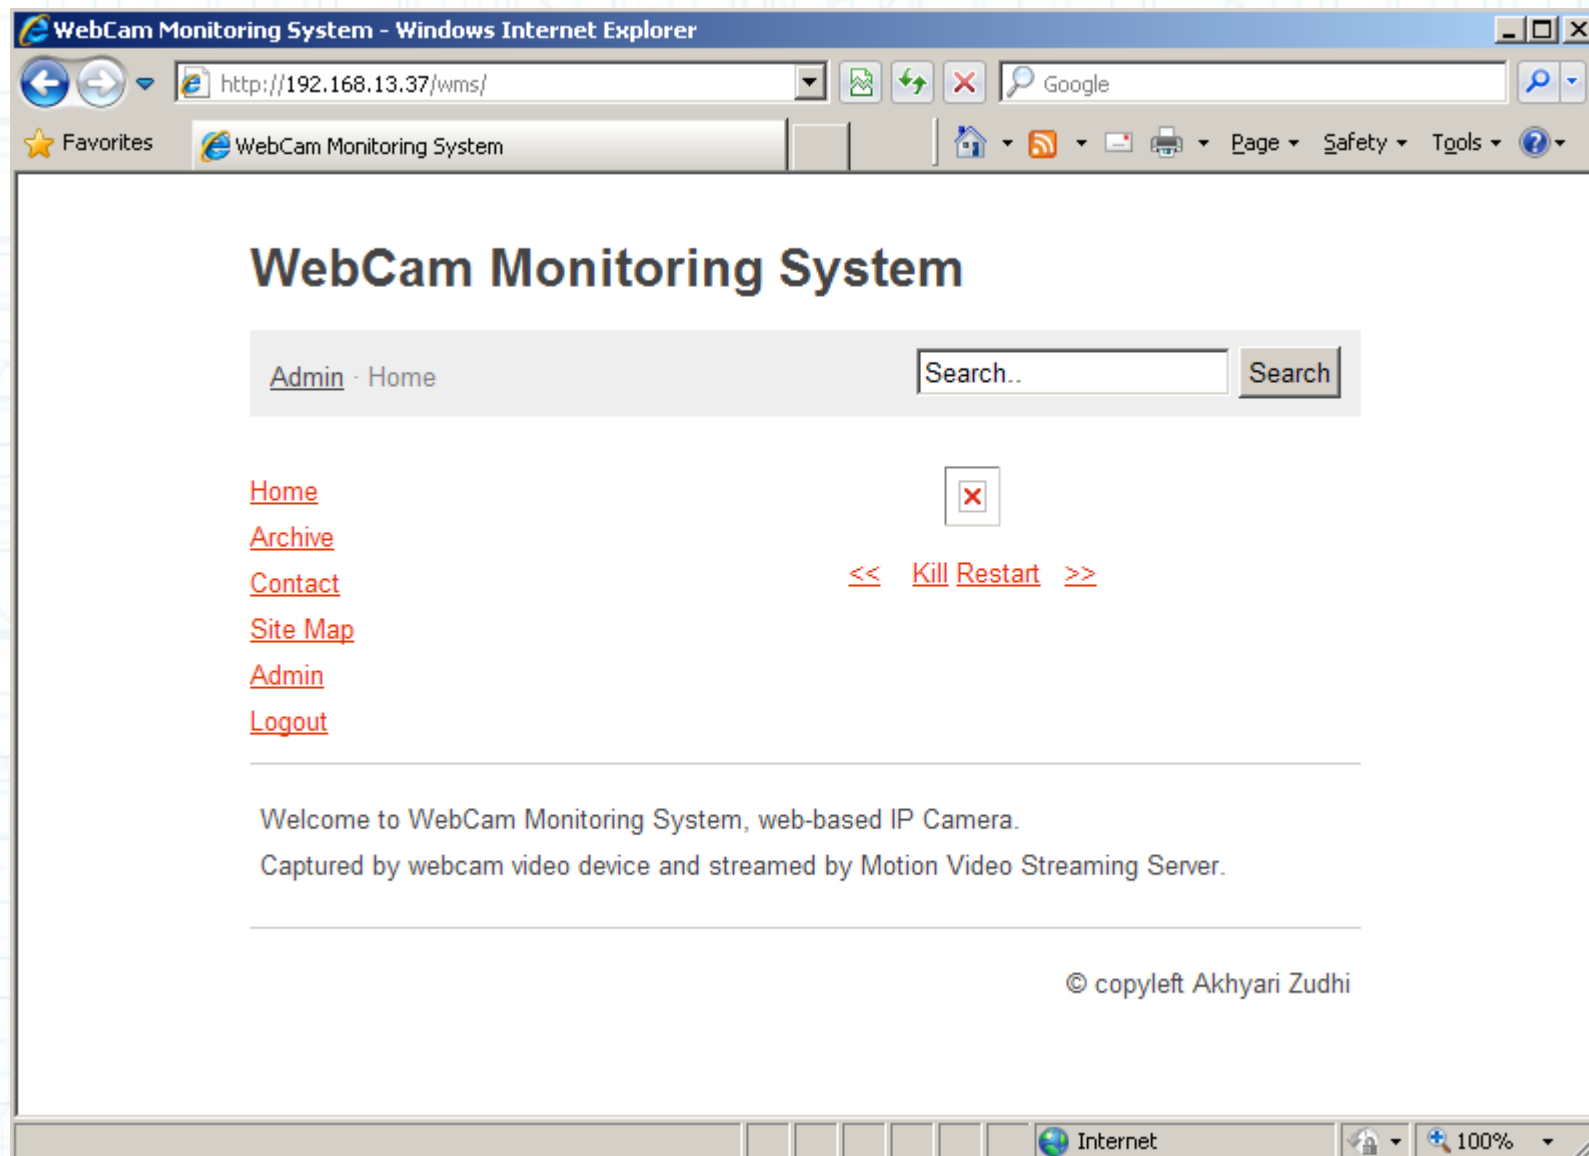 WebCam Monitoring System - Windows Internet Explorer
http://192.168.13.37/wms/
Google
Favorites
WebCam Monitoring System
Page
Safety
Tools
WebCam Monitoring System
Admin - Home
Search..
Search
Home
Archive
Contact
Site Map
Admin
Logout
<< Kill Restart >>
Welcome to WebCam Monitoring System, web-based IP Camera.
Captured by webcam video device and streamed by Motion Video Streaming Server.
© copyleft Akhyari Zudhi
Internet
100%